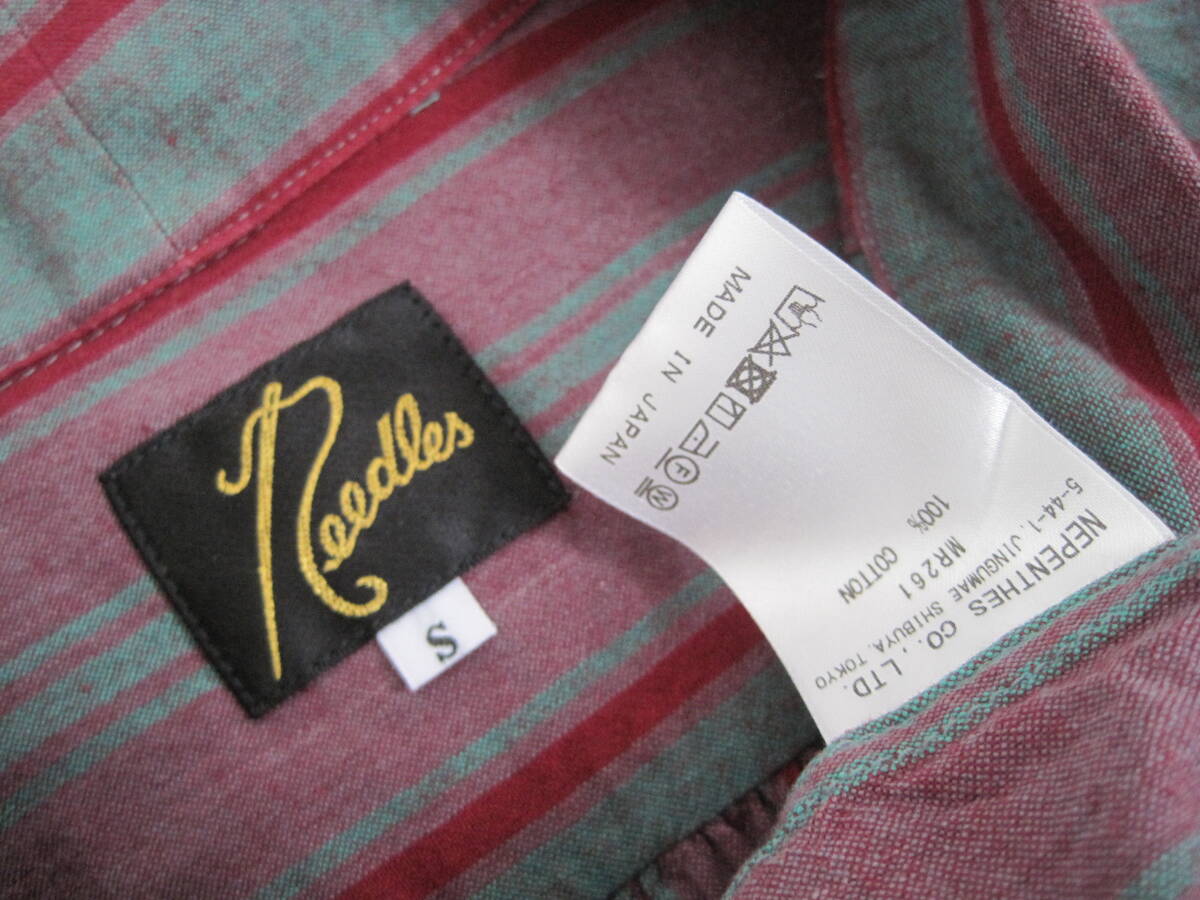 Needles
S
NEPENTHES CO., LTD.
5-44-1, JINGUMAE SHIBUYA, TOKYO
MR261
100% COTTON
F
W
MADE IN JAPAN